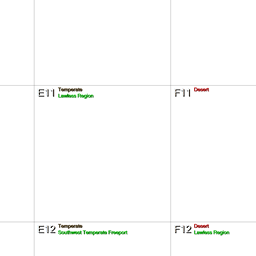 E11 Temperate
Lawless Region
F11 Desert
E12 Temperate
Southwest Temperate Freeport
F12 Desert
Lawless Region